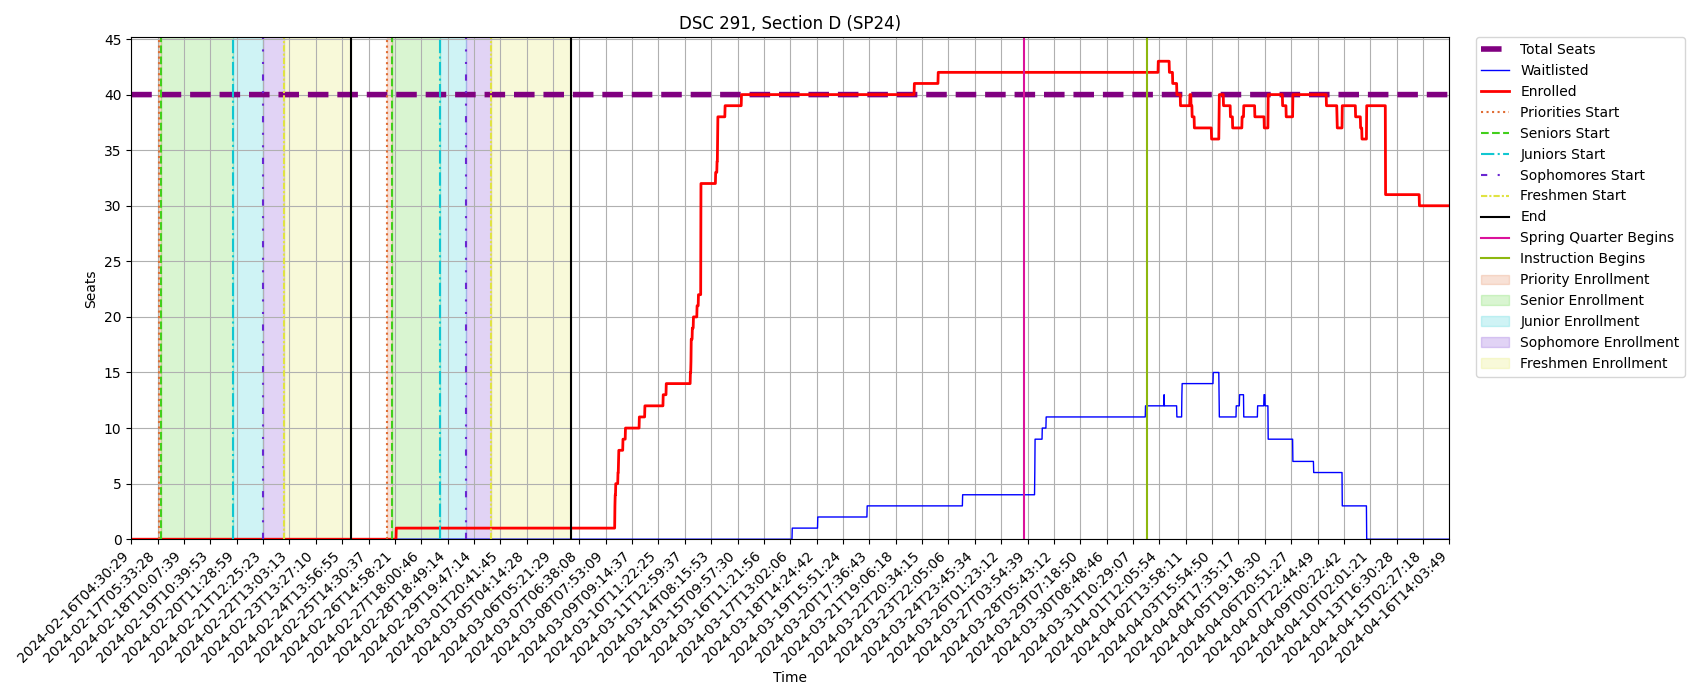 DSC 291, Section D (SP24)
Seats
45
40
35
30
25
20
15
10
5
0
2024-02-16T04:30:29
2024-02-17T05:33:28
2024-02-18T10:07:39
2024-02-19T10:39:53
2024-02-20T11:28:59
2024-02-21T12:25:23
2024-02-22T13:03:13
2024-02-23T13:27:10
2024-02-24T13:56:55
2024-02-25T14:30:37
2024-02-26T14:58:21
2024-02-27T18:00:46
2024-02-28T18:49:14
2024-02-29T19:47:14
2024-03-01T20:41:45
2024-03-05T04:14:28
2024-03-06T05:21:29
2024-03-07T06:38:08
2024-03-08T07:53:09
2024-03-09T09:14:37
2024-03-10T11:22:25
2024-03-11T12:59:37
2024-03-14T08:15:53
2024-03-15T09:57:30
2024-03-16T11:21:56
2024-03-17T13:02:06
2024-03-18T14:24:42
2024-03-19T15:51:24
2024-03-20T17:36:43
2024-03-21T19:06:18
2024-03-22T20:34:15
2024-03-23T22:05:06
2024-03-24T23:45:34
2024-03-26T01:23:12
2024-03-27T03:54:39
2024-03-28T05:43:12
2024-03-29T07:18:50
2024-03-30T08:48:46
2024-03-31T10:29:07
2024-04-01T12:05:54
2024-04-02T13:58:11
2024-04-03T15:54:50
2024-04-04T17:35:17
2024-04-05T19:18:30
2024-04-06T20:51:27
2024-04-07T22:44:49
2024-04-09T00:22:42
2024-04-10T02:01:21
2024-04-13T16:30:28
2024-04-15T02:27:18
2024-04-16T14:03:49
Time
Total Seats
Waitlisted
Enrolled
Priorities Start
Seniors Start
Juniors Start
Sophomores Start
Freshmen Start
End
Spring Quarter Begins
Instruction Begins
Priority Enrollment
Senior Enrollment
Junior Enrollment
Sophomore Enrollment
Freshmen Enrollment